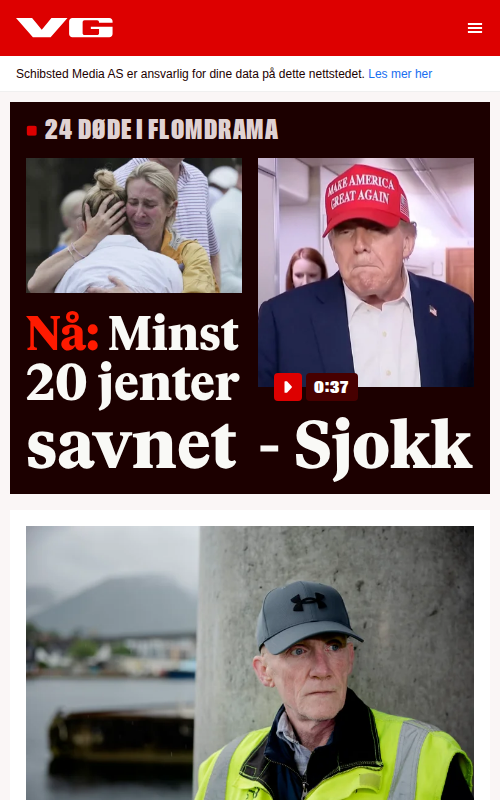 VG
Schibsted Media AS er ansvarlig for dine data på dette nettstedet. Les mer her
24 DØDE I FLOMDRAMA
MAKE AMERICA
GREAT AGAIN
Nå: Minst
20 jenter
savnet - Sjokk
0:37